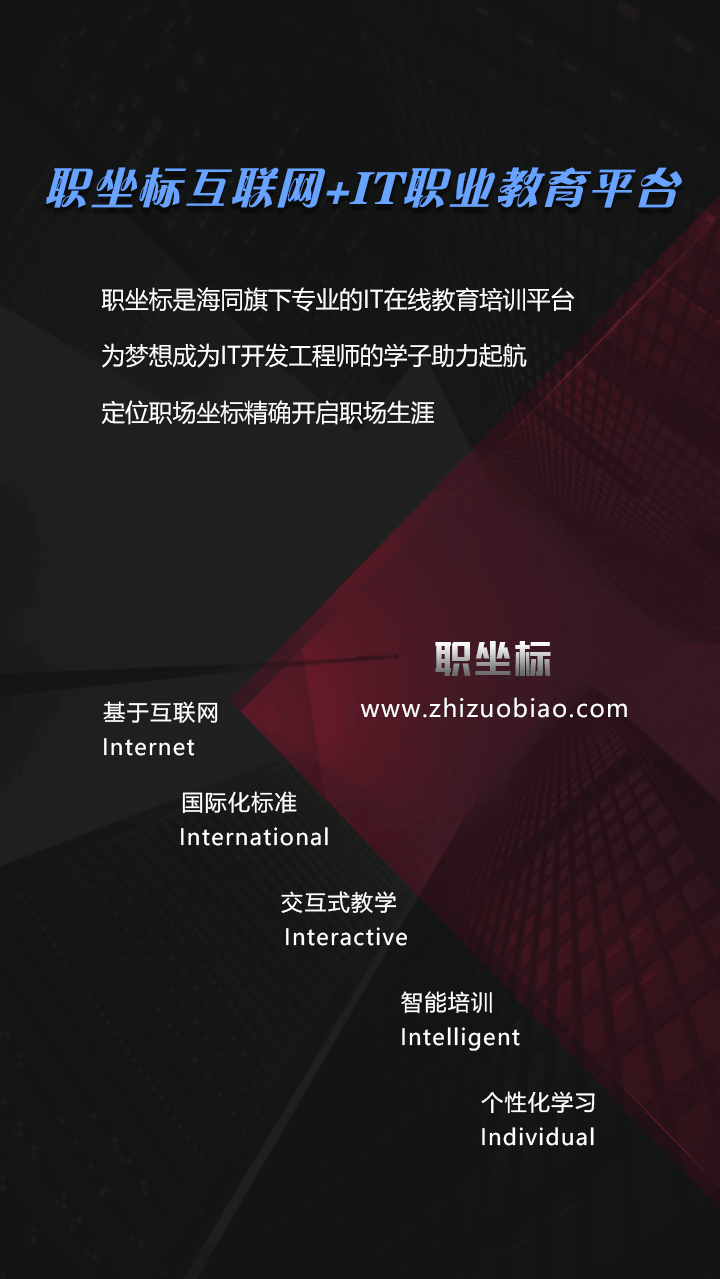 职坐标互联网+IT职业教育平台
职坐标是海同旗下专业的IT在线教育培训平台
为梦想成为IT开发工程师的学子助力起航
定位职场坐标精确开启职场生涯
职坐标
www.zhizuobiao.com
基于互联网
Internet
国际化标准
International
交互式教学
Interactive
智能培训
Intelligent
个性化学习
Individual